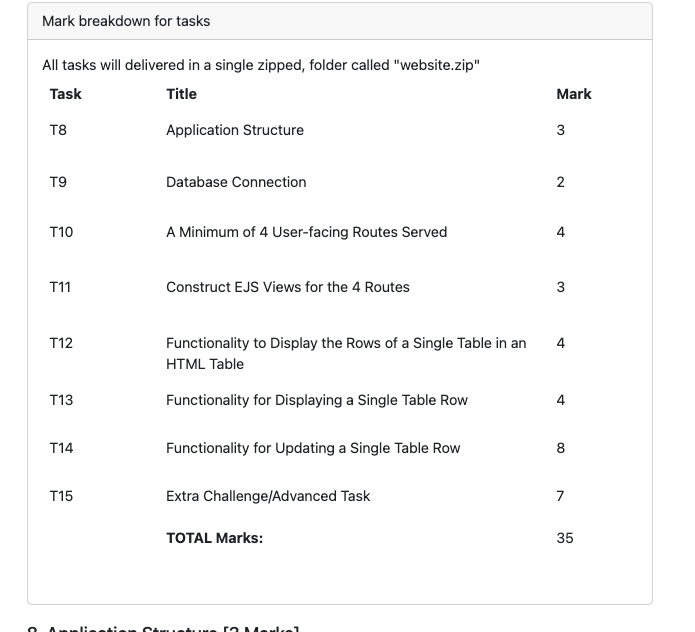 Mark breakdown for tasks
All tasks will delivered in a single zipped, folder called "website.zip"
Task Title Mark
T8 Application Structure 3
T9 Database Connection 2
T10 A Minimum of 4 User-facing Routes Served 4
T11 Construct EJS Views for the 4 Routes 3
T12 Functionality to Display the Rows of a Single Table in an 4
HTML Table
T13 Functionality for Displaying a Single Table Row 4
T14 Functionality for Updating a Single Table Row 8
T15 Extra Challenge/Advanced Task 7
TOTAL Marks: 35
8. Application Structure [3 Marks]